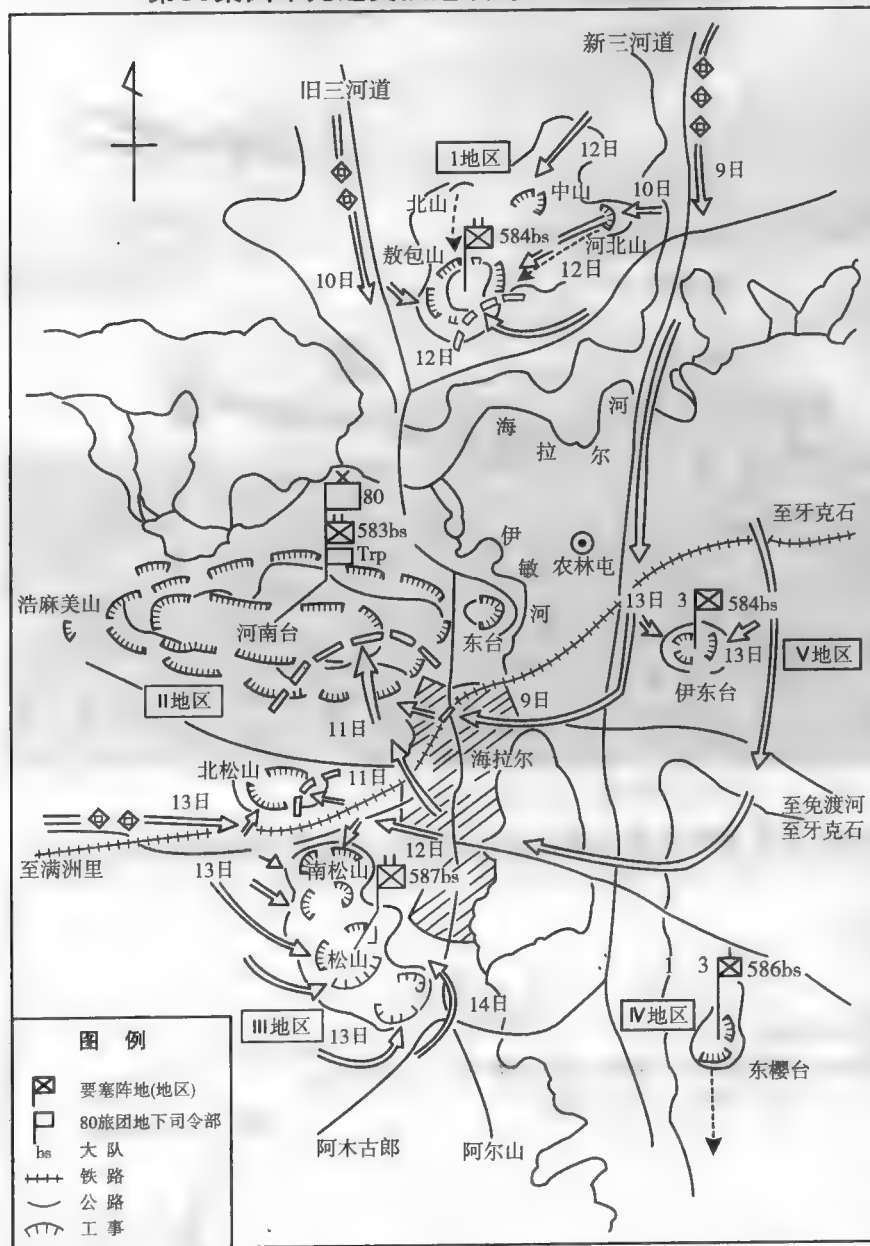 新三河道
旧三河道
I地区
12日
9日
中山
10日
北山
584bs
河北山
敖包山
12日
10日
12日
海拉尔河
80
至牙克石
583bs
伊敏河
农林屯
Trp
浩麻美山
13日
3
584bs
河南台
东台
13日
V地区
伊东台
II地区
9日
11日
海拉尔
北松山
11日
13日
至免渡河
至牙克石
12日
至满洲里
13日
南松山
587bs
松山
1
3
586bs
14日
III地区
IV地区
13日
东樱台
图 例
要塞阵地(地区)
80旅团地下司令部
bs 大队
铁路
公路
工事
阿木古郎
阿尔山